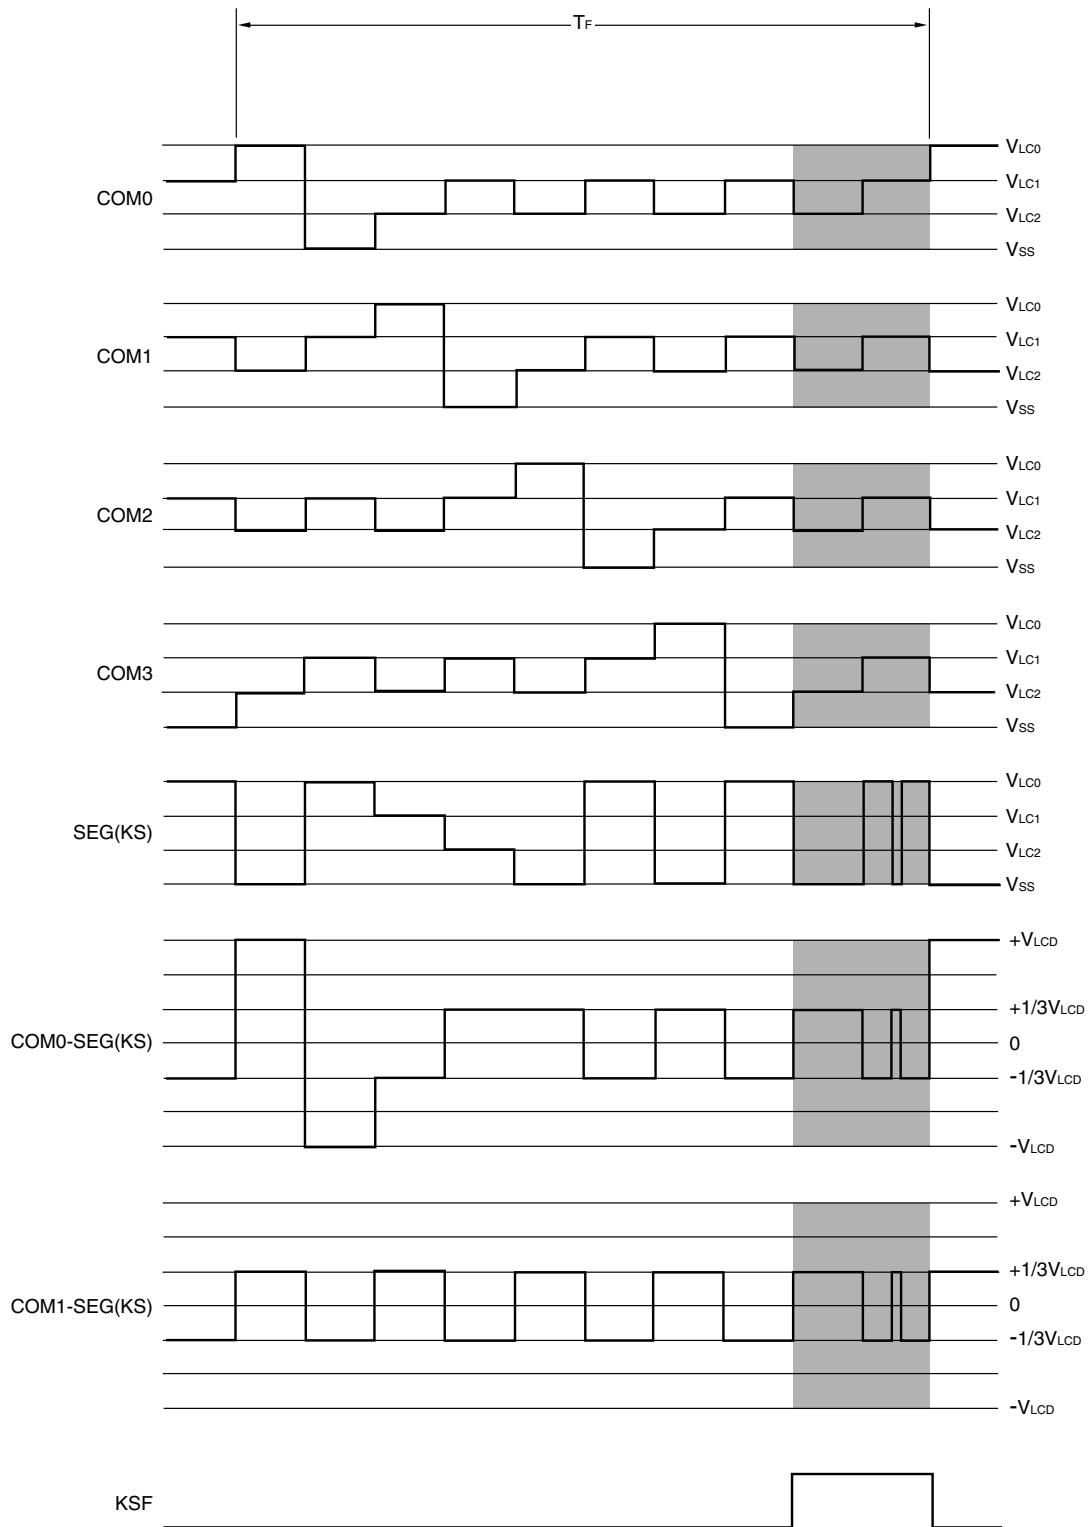 TF
VLC0
VLC1
COM0
VLC2
VSS
VLC0
VLC1
COM1
VLC2
VSS
VLC0
VLC1
COM2
VLC2
VSS
VLC0
VLC1
COM3
VLC2
VSS
VLC0
VLC1
SEG(KS)
VLC2
VSS
+VLCD
+1/3VLCD
COM0-SEG(KS)
0
-1/3VLCD
-VLCD
+VLCD
+1/3VLCD
COM1-SEG(KS)
0
-1/3VLCD
-VLCD
KSF